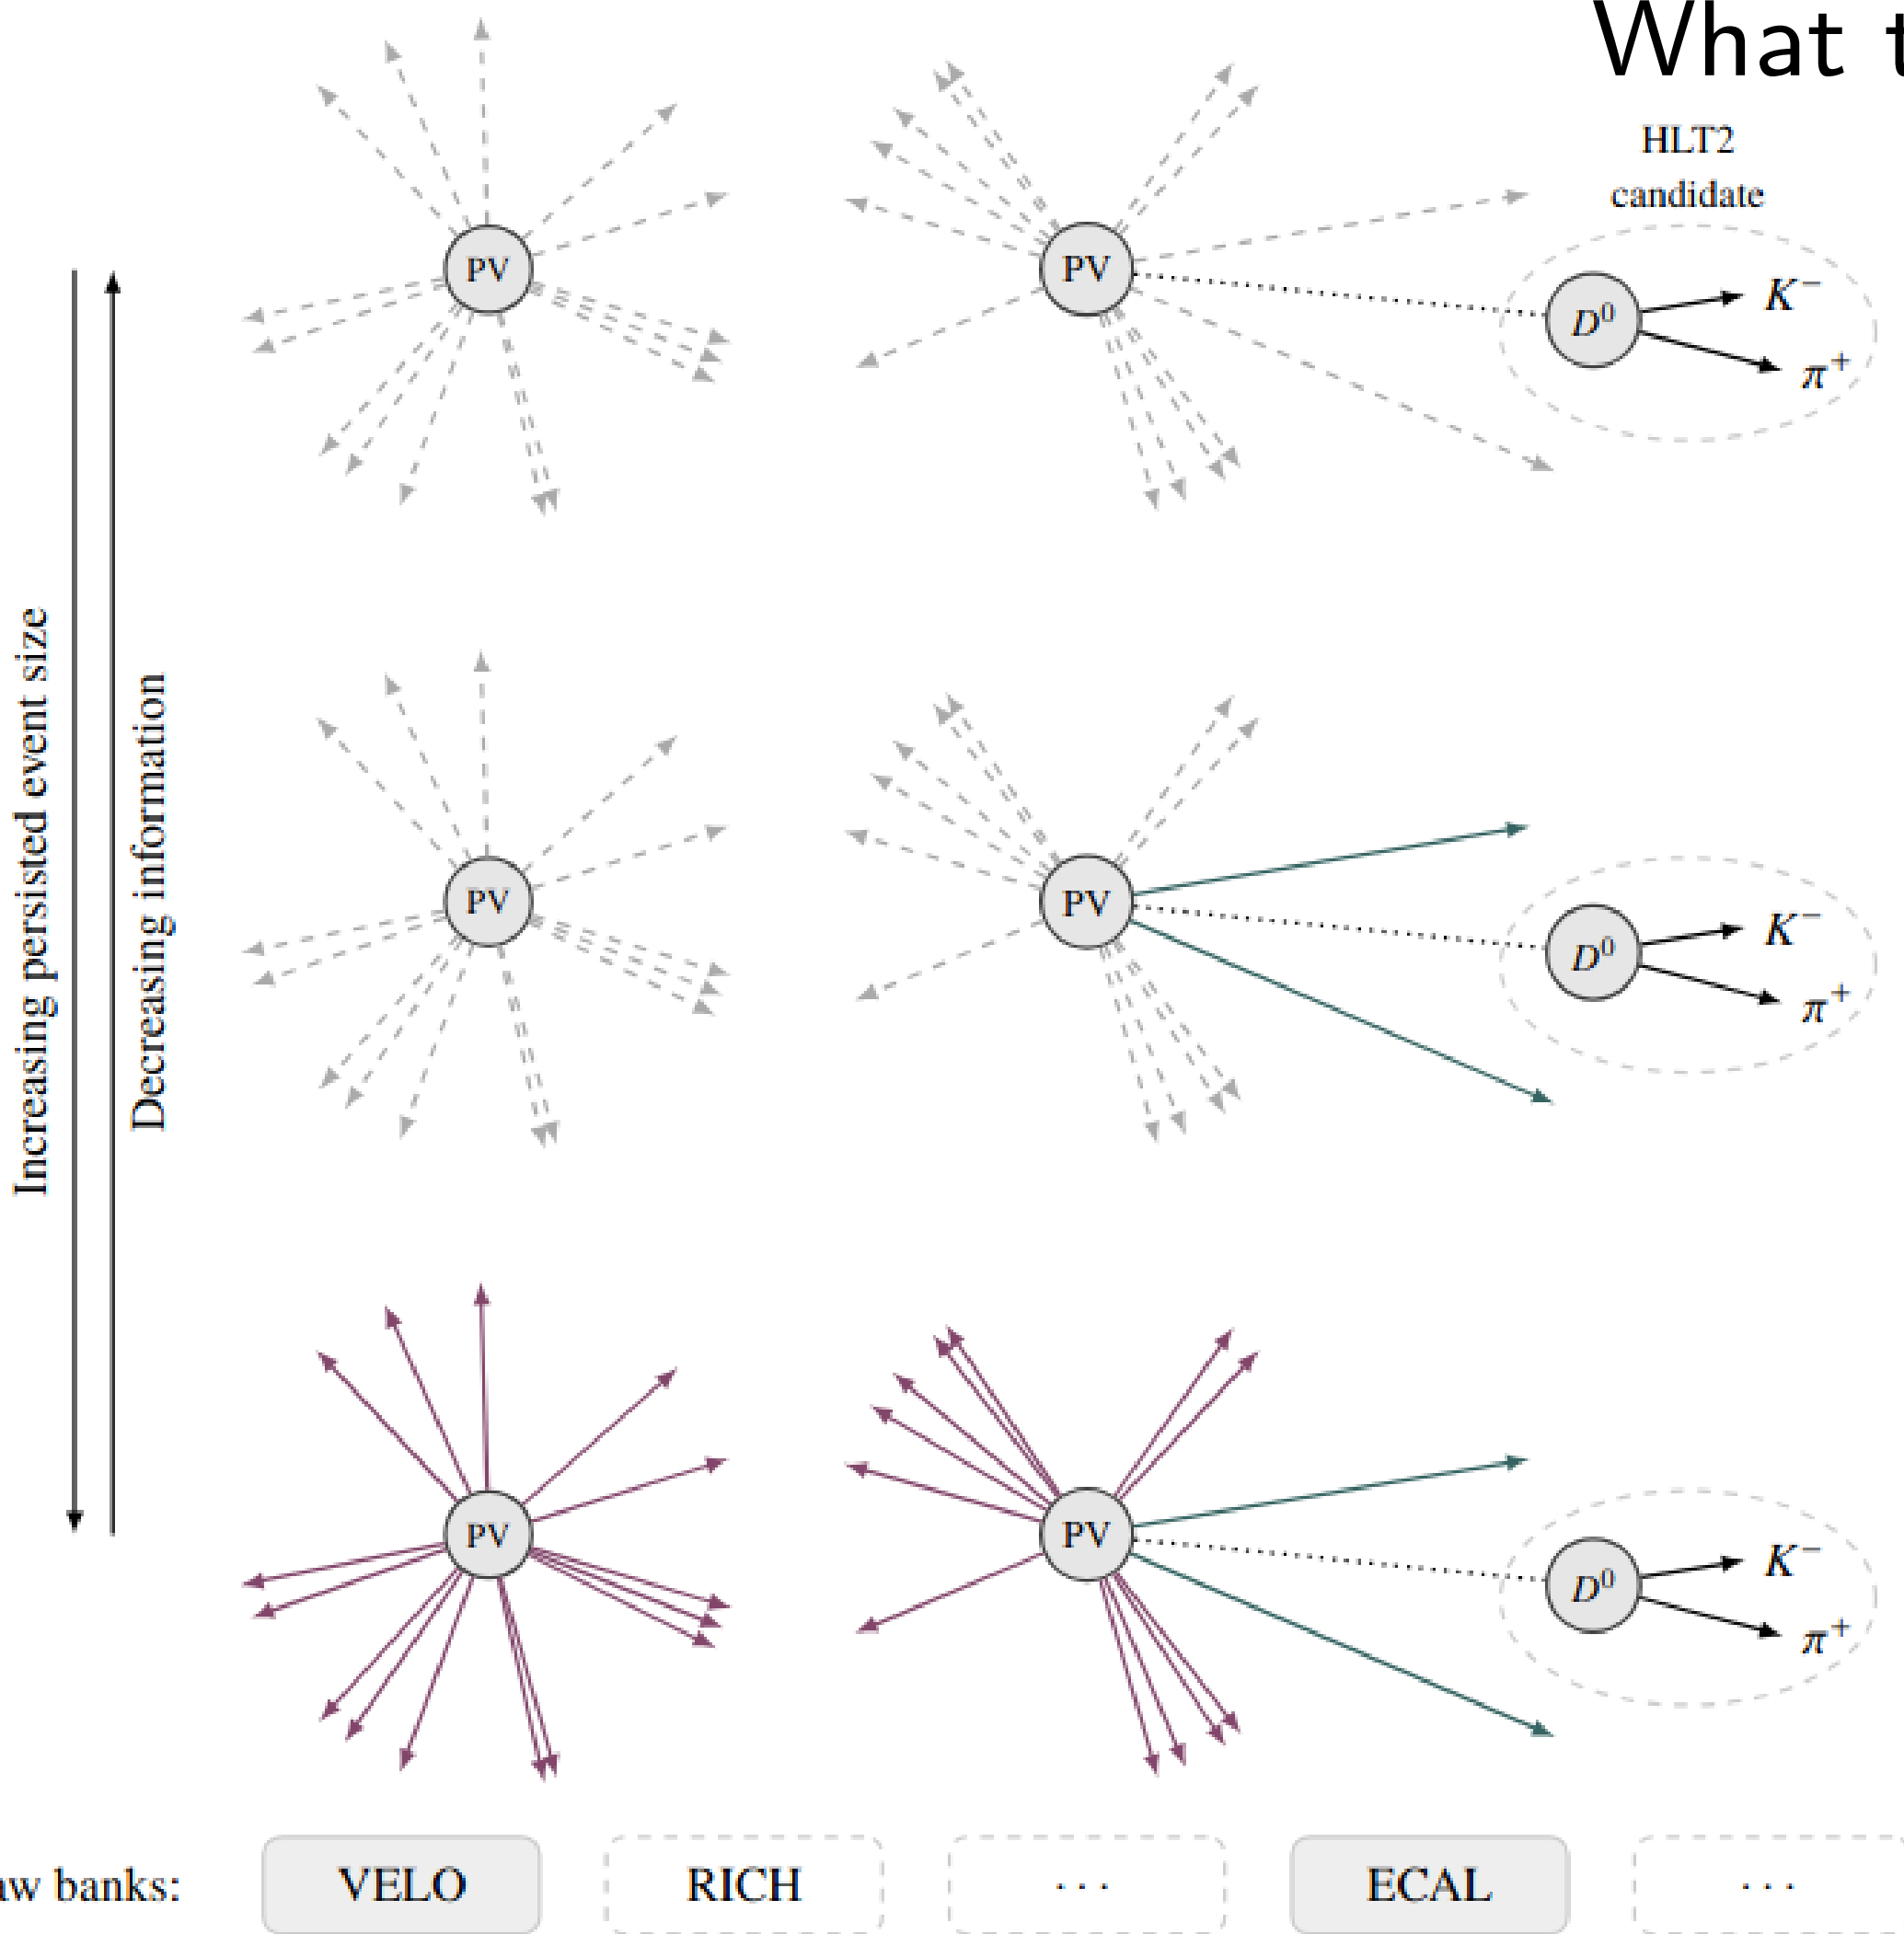 What t
HLT2
candidate
PV
PV
D⁰
K⁻
π⁺
Increasing persisted event size
Decreasing information
PV
PV
D⁰
K⁻
π⁺
PV
PV
D⁰
K⁻
π⁺
aw banks:
VELO
RICH
· · ·
ECAL
· · ·